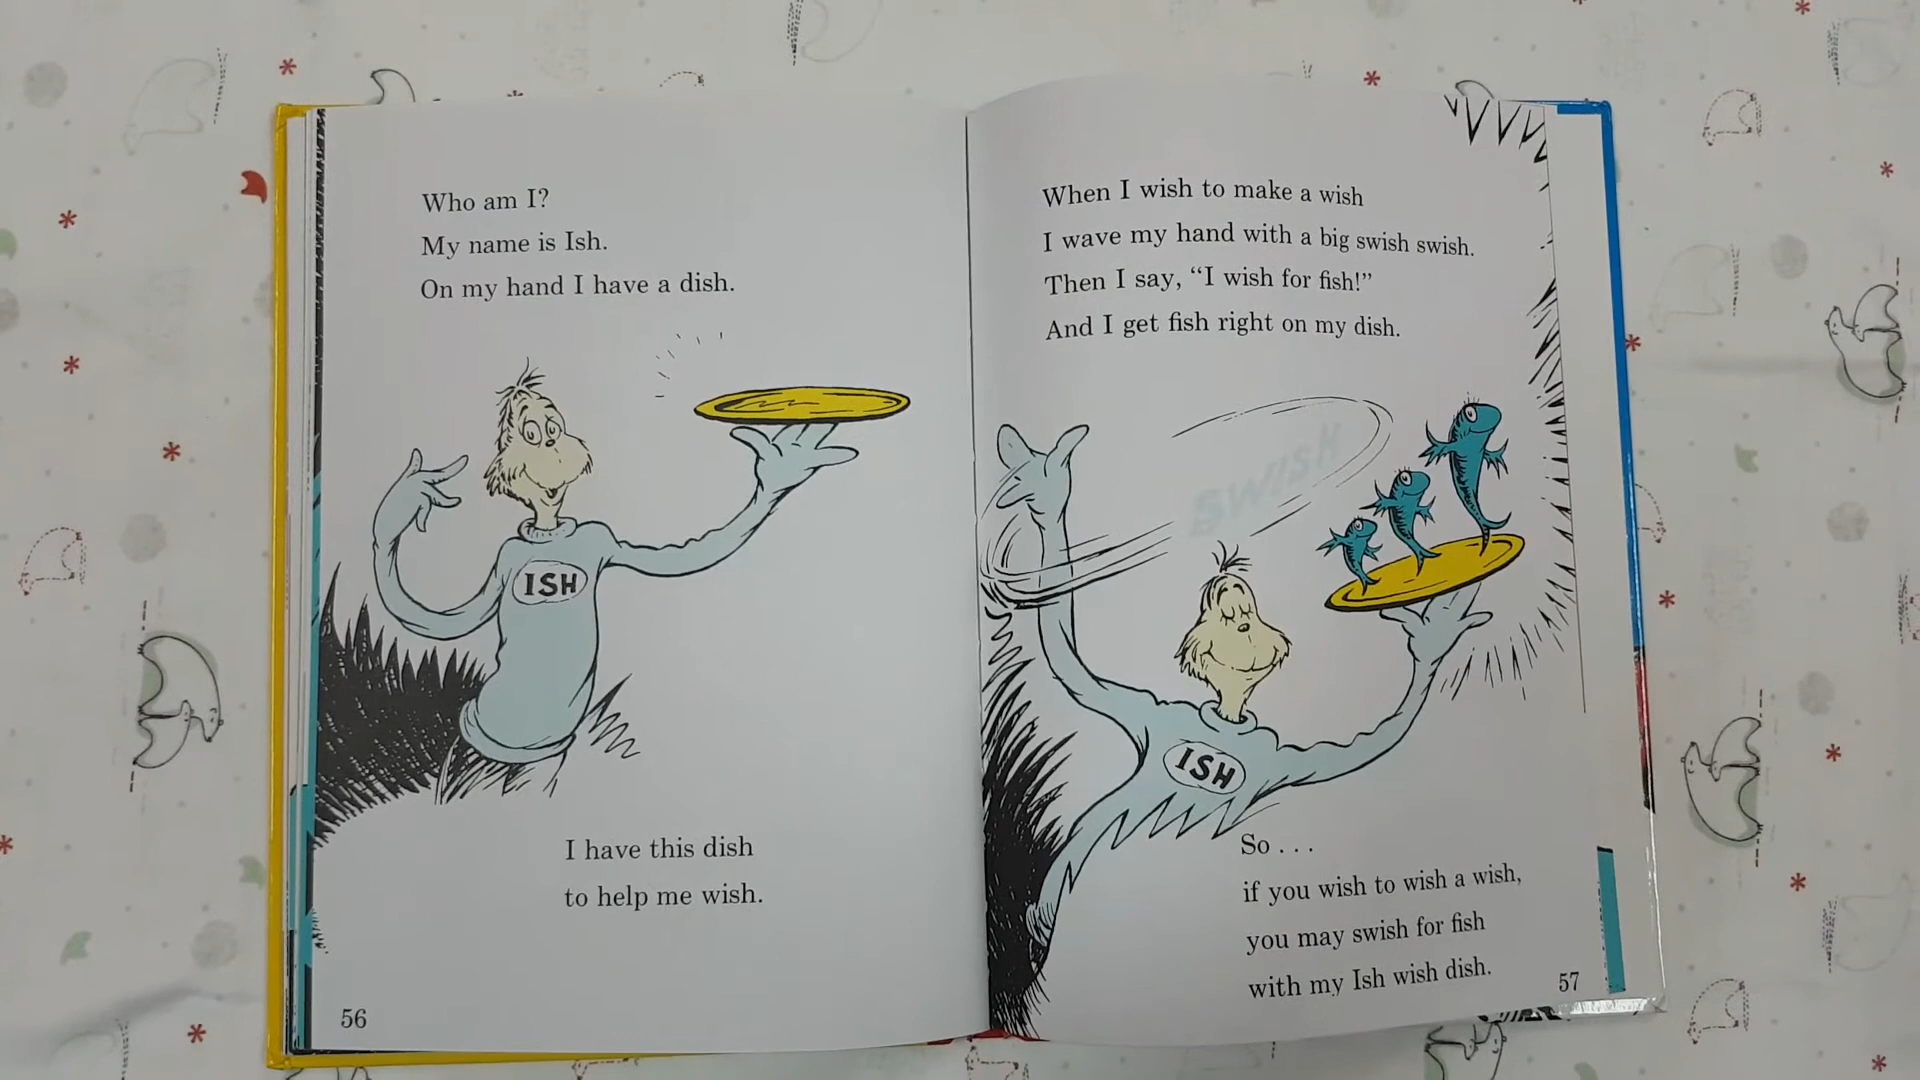 Who am I?
My name is Ish.
On my hand I have a dish.
ISH
I have this dish
to help me wish.
56
When I wish to make a wish
I wave my hand with a big swish swish.
Then I say, “I wish for fish!”
And I get fish right on my dish.
SWISH
ISH
So . . .
if you wish to wish a wish,
you may swish for fish
with my Ish wish dish.
57